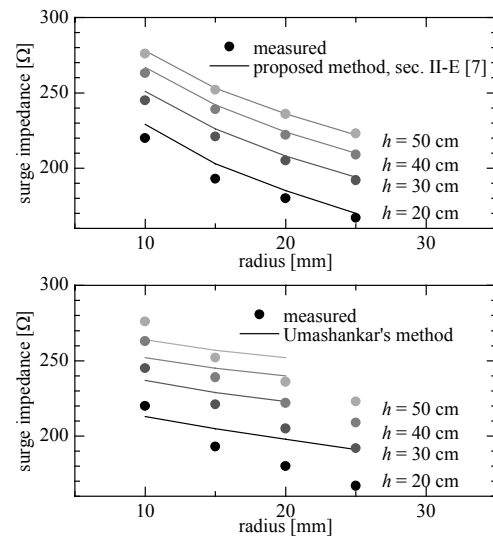 300
250
200
surge impedance [Ω]
measured
proposed method, sec. II-E [7]
h = 50 cm
h = 40 cm
h = 30 cm
h = 20 cm
10
20
30
radius [mm]
300
250
200
surge impedance [Ω]
measured
Umashankar's method
h = 50 cm
h = 40 cm
h = 30 cm
h = 20 cm
10
20
30
radius [mm]